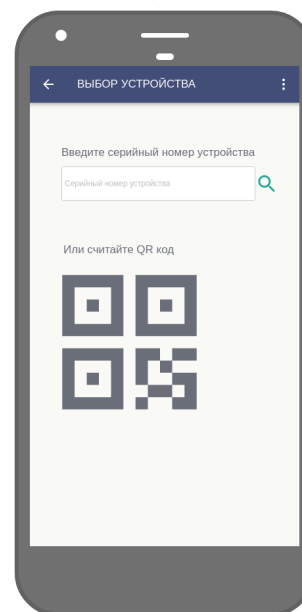 ВЫБОР УСТРОЙСТВА
Введите серийный номер устройства
Серийный номер устройства
Или считайте QR код